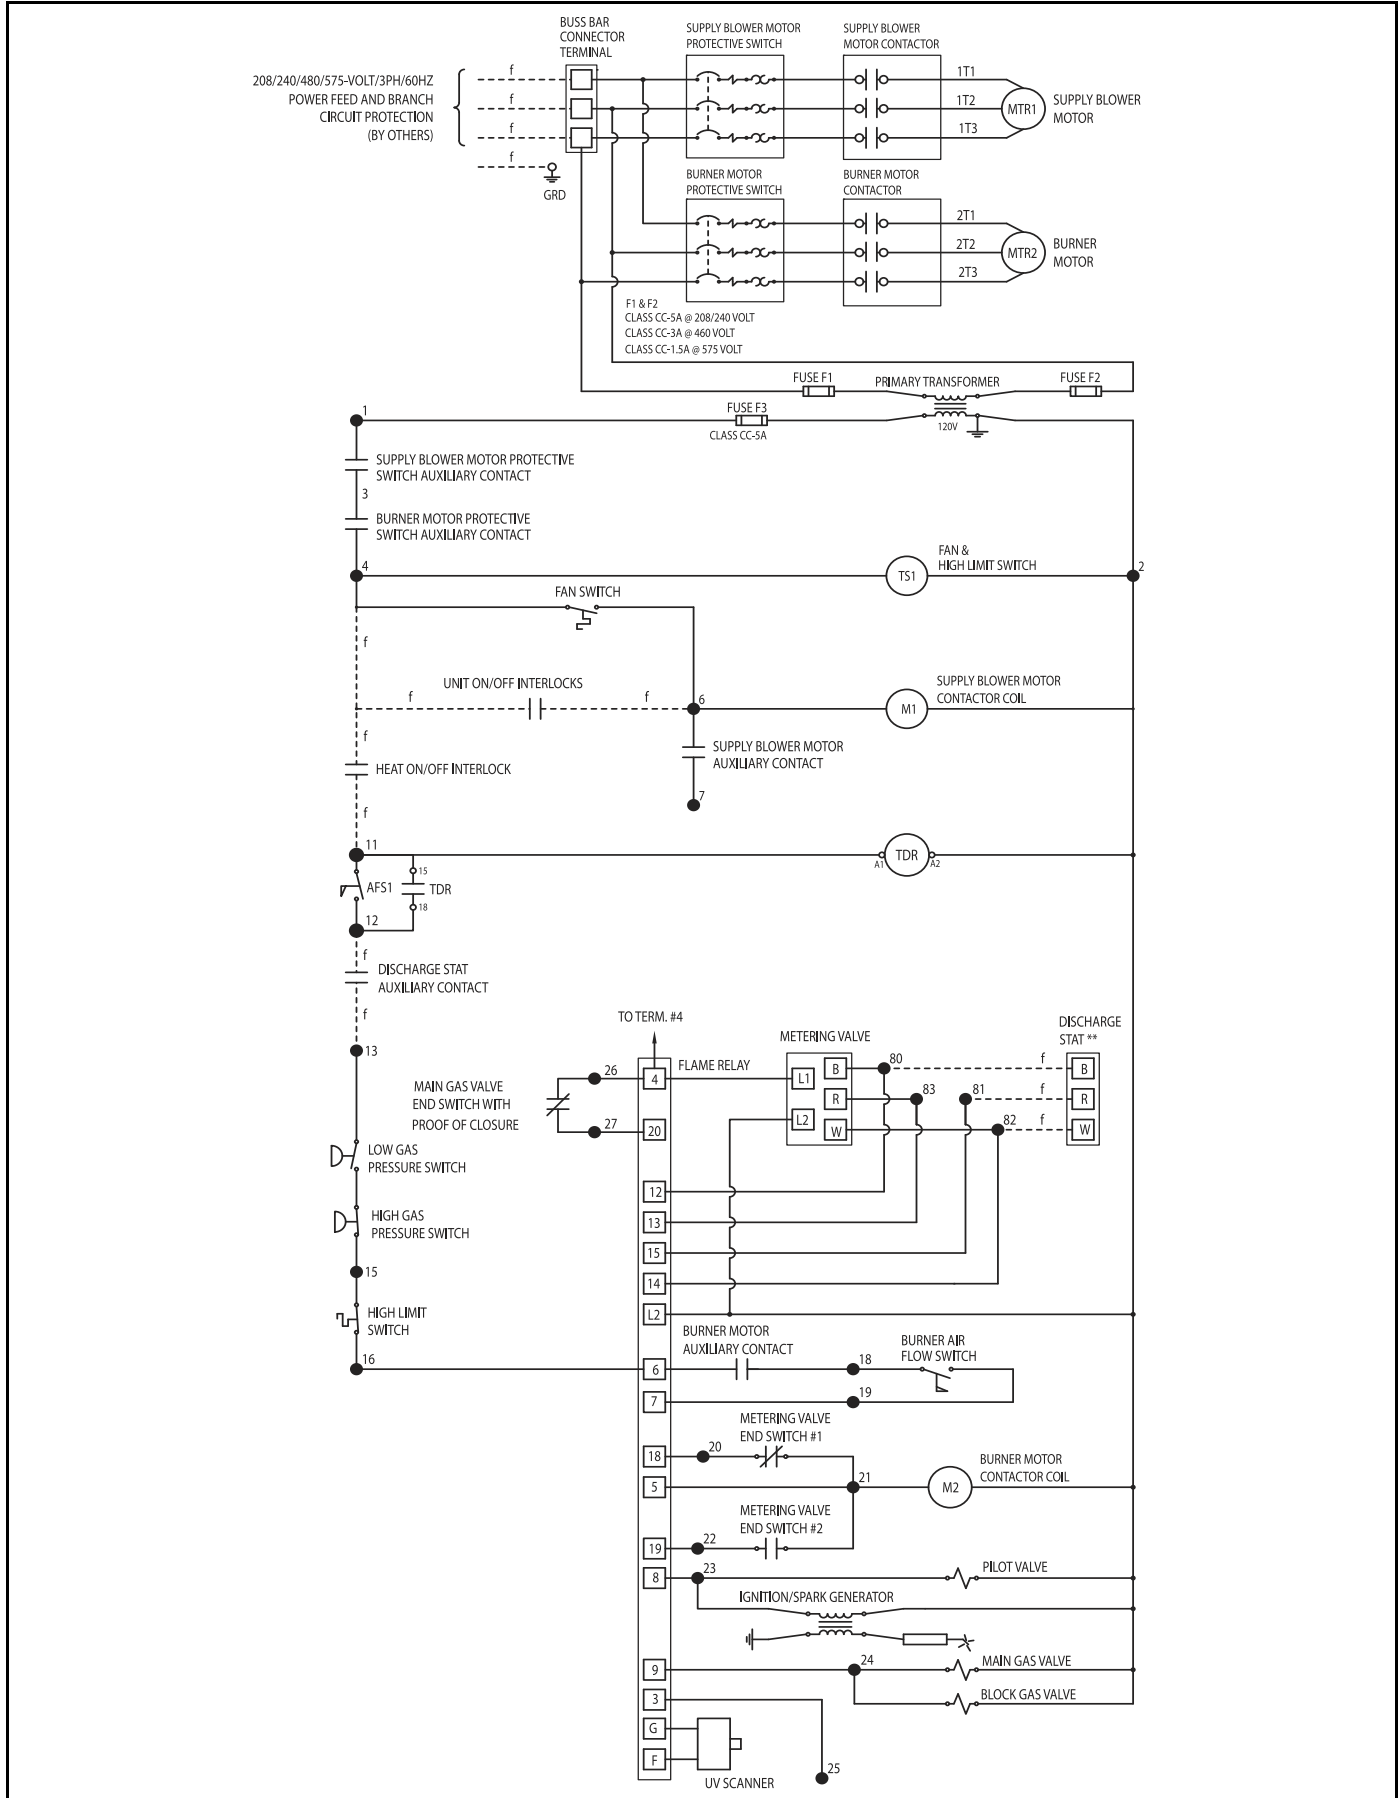 BUSS BAR
CONNECTOR
TERMINAL
SUPPLY BLOWER MOTOR
PROTECTIVE SWITCH
SUPPLY BLOWER
MOTOR CONTACTOR
208/240/480/575-VOLT/3PH/60HZ
POWER FEED AND BRANCH
CIRCUIT PROTECTION
(BY OTHERS)
f
f
f
f
GRD
1T1
1T2
1T3
MTR1
SUPPLY BLOWER
MOTOR
BURNER MOTOR
PROTECTIVE SWITCH
BURNER MOTOR
CONTACTOR
2T1
2T2
2T3
MTR2
BURNER
MOTOR
F1 & F2
CLASS CC-5A @ 208/240 VOLT
CLASS CC-3A @ 460 VOLT
CLASS CC-1.5A @ 575 VOLT
FUSE F1
PRIMARY TRANSFORMER
FUSE F2
1
FUSE F3
CLASS CC-5A
120V
SUPPLY BLOWER MOTOR PROTECTIVE
SWITCH AUXILIARY CONTACT
3
BURNER MOTOR PROTECTIVE
SWITCH AUXILIARY CONTACT
4
TS1
FAN &
HIGH LIMIT SWITCH
2
FAN SWITCH
f
UNIT ON/OFF INTERLOCKS
f
f
6
M1
SUPPLY BLOWER MOTOR
CONTACTOR COIL
f
SUPPLY BLOWER MOTOR
AUXILIARY CONTACT
HEAT ON/OFF INTERLOCK
7
f
11
A1
TDR
A2
AFS1
15
TDR
18
12
f
DISCHARGE STAT
AUXILIARY CONTACT
f
13
TO TERM. #4
METERING VALVE
DISCHARGE
STAT **
26
4
FLAME RELAY
L1
B
80
f
B
MAIN GAS VALVE
END SWITCH WITH
PROOF OF CLOSURE
R
83
81
f
R
27
20
L2
W
82
f
W
LOW GAS
PRESSURE SWITCH
12
HIGH GAS
PRESSURE SWITCH
13
15
15
14
HIGH LIMIT
SWITCH
L2
BURNER MOTOR
AUXILIARY CONTACT
BURNER AIR
FLOW SWITCH
16
6
18
7
19
METERING VALVE
END SWITCH #1
18
20
5
21
M2
BURNER MOTOR
CONTACTOR COIL
METERING VALVE
END SWITCH #2
19
22
8
23
PILOT VALVE
IGNITION/SPARK GENERATOR
9
24
MAIN GAS VALVE
3
BLOCK GAS VALVE
G
F
25
UV SCANNER